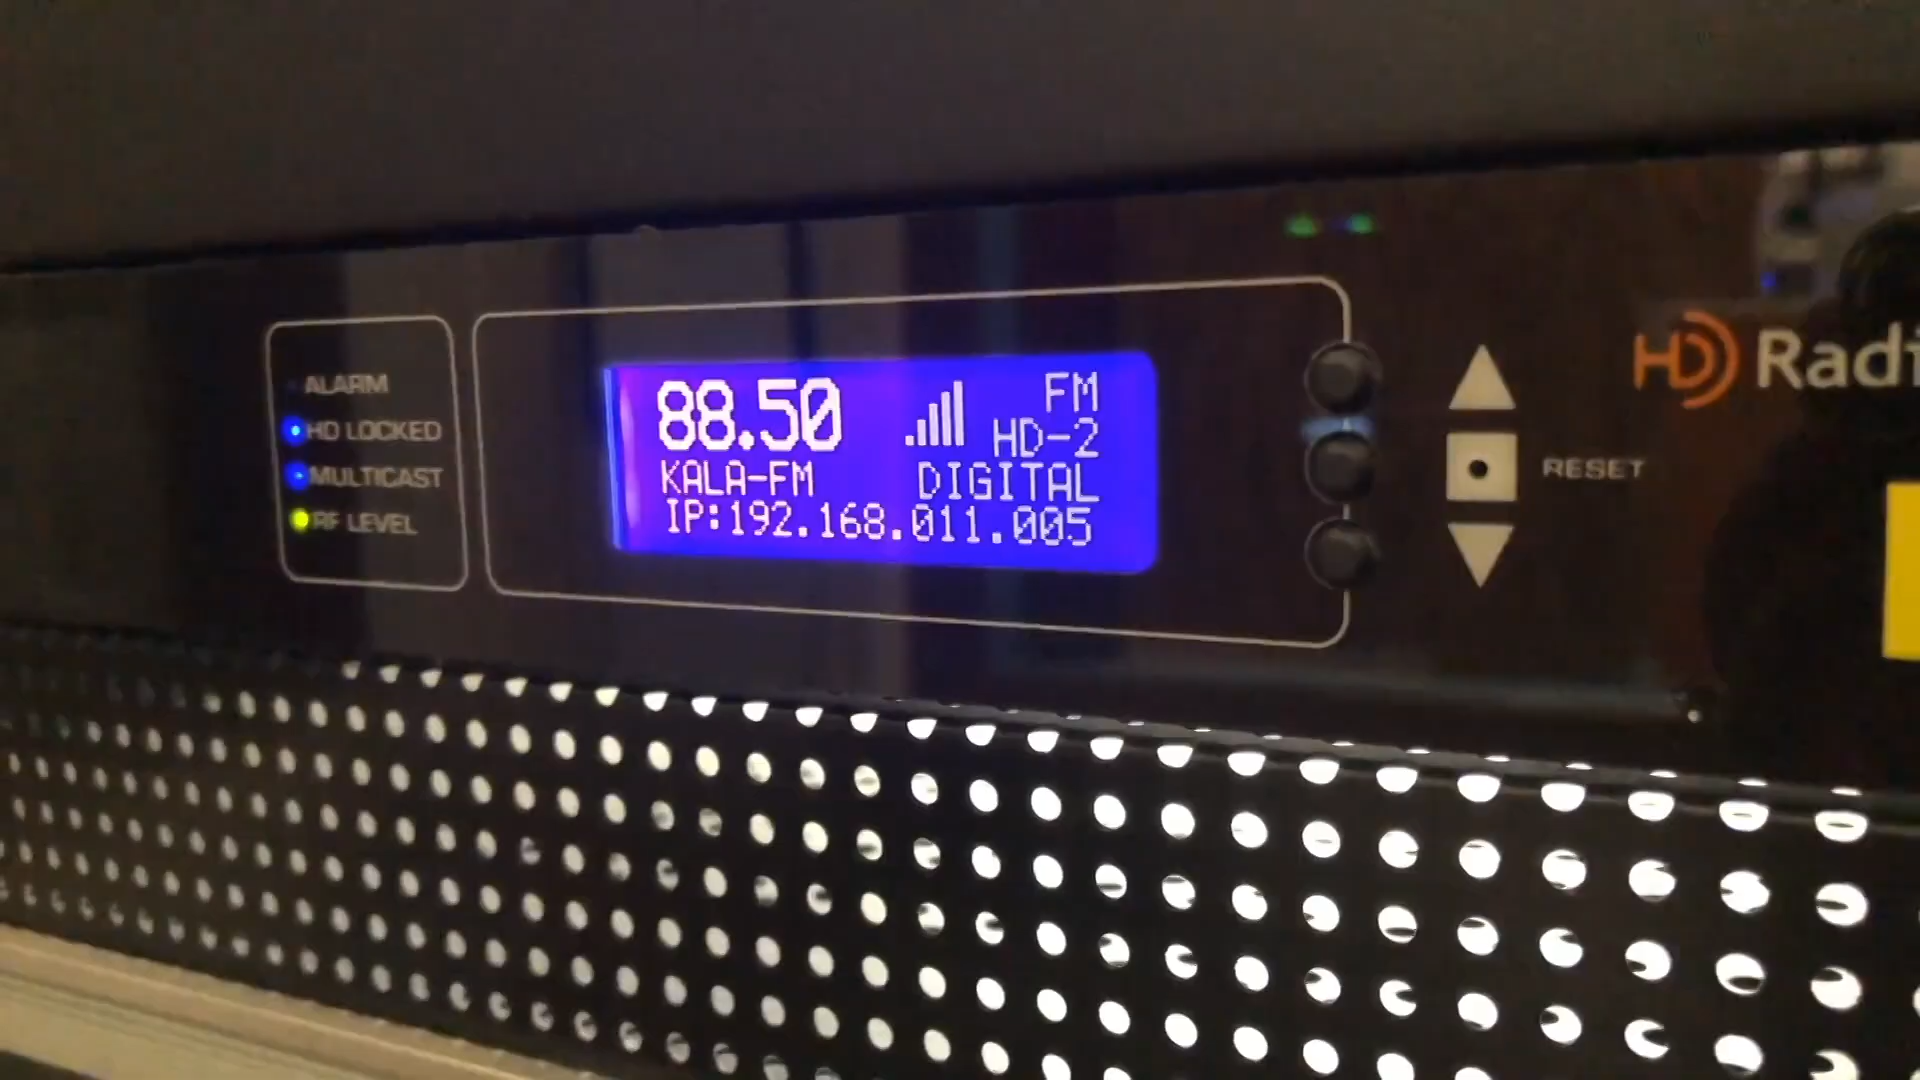 ALARM
HD LOCKED
MULTICAST
RF LEVEL
88.50
FM
HD-2
KALA-FM DIGITAL
IP:192.168.011.005
RESET
HD Radi